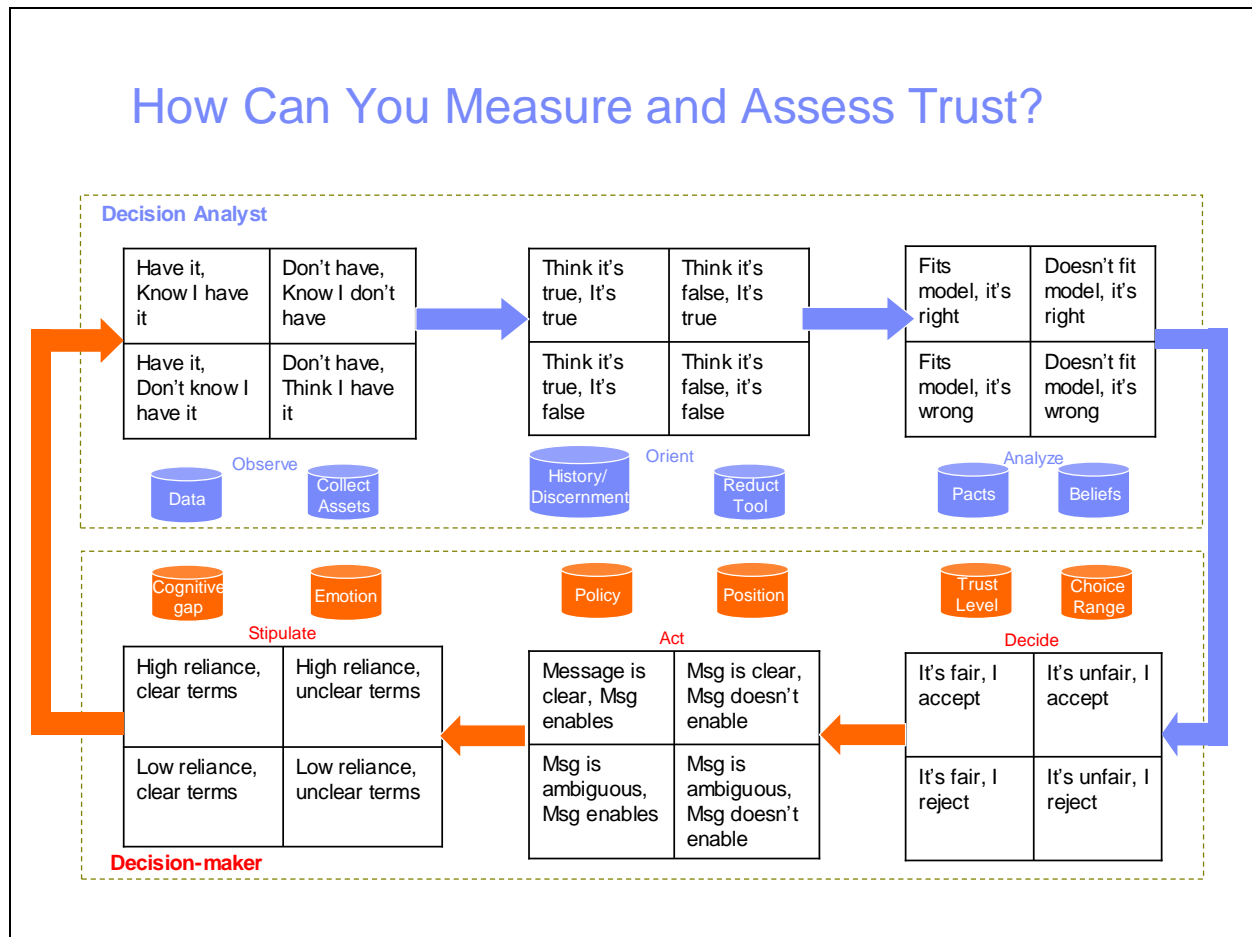 How Can You Measure and Assess Trust?
Decision Analyst
Have it,
Know I have
it
Don't have,
Know I don't
have
Have it,
Don't know I
have it
Don't have,
Think I have
it
Observe
Data
Collect
Assets
Think it's
true, It's
true
Think it's
false, It's
true
Think it's
true, It's
false
Think it's
false, it's
false
Orient
History/
Discernment
Reduct
Tool
Fits
model, it's
right
Doesn't fit
model, it's
right
Fits
model, it's
wrong
Doesn't fit
model, it's
wrong
Analyze
Pacts
Beliefs
Cognitive
gap
Emotion
Stipulate
High reliance,
clear terms
High reliance,
unclear terms
Low reliance,
clear terms
Low reliance,
unclear terms
Policy
Position
Act
Message is
clear, Msg
enables
Msg is clear,
Msg doesn't
enable
Msg is
ambiguous,
Msg enables
Msg is
ambiguous,
Msg doesn't
enable
Trust
Level
Choice
Range
Decide
It's fair, I
accept
It's unfair, I
accept
It's fair, I
reject
It's unfair, I
reject
Decision-maker